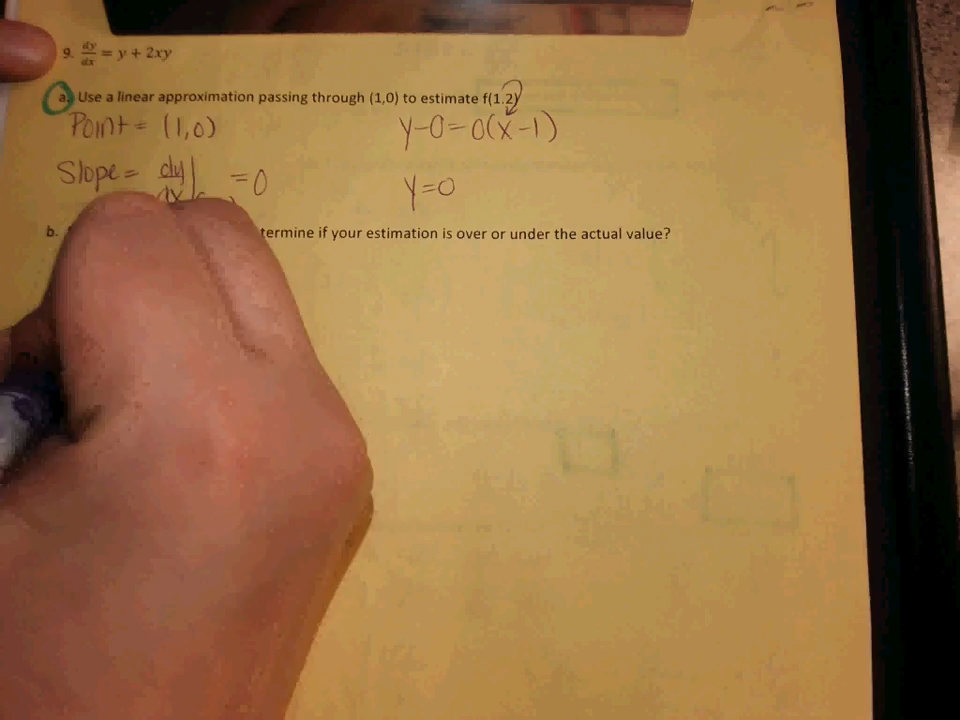 9. dy/dx = y + 2xy
a. Use a linear approximation passing through (1,0) to estimate f(1.2)
Point = (1,0)
y-0=0(x-1)
Slope = dy/dx| =0
y=0
b. termine if your estimation is over or under the actual value?